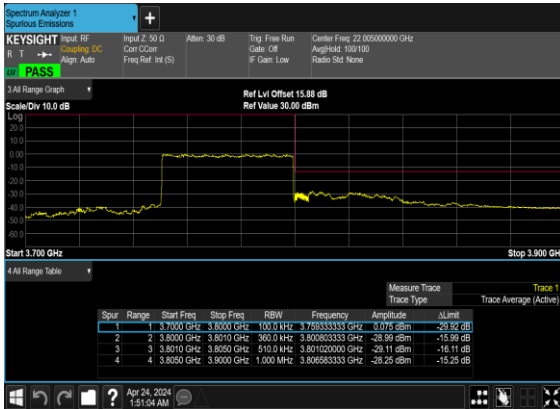 Spectrum Analyzer 1
Spurious Emissions
+
KEYSIGHT Input: RF Input Z: 50 Ω Atten: 30 dB Trig: Free Run Center Freq: 22.005000000 GHz
R T Coupling: DC Corr CCorr Gate: Off Avg|Hold: 100/100
Align: Auto Freq Ref: Int (S) IF Gain: Low Radio Std: None
LXI PASS
3 All Range Graph
Ref Lvl Offset 15.88 dB
Scale/Div 10.0 dB Ref Value 30.00 dBm
Log
20.0
10.0
0.00
-10.0
-20.0
-30.0
-40.0
-50.0
-60.0
Start 3.700 GHz Stop 3.900 GH
4 All Range Table
Measure Trace Trace 1
Trace Type Trace Average (Active)
Spur Range Start Freq Stop Freq RBW Frequency Amplitude ΔLimit
1 1 3.7000 GHz 3.8000 GHz 100.0 kHz 3.759333333 GHz 0.075 dBm -29.92 dB
2 2 3.8000 GHz 3.8010 GHz 360.0 kHz 3.800803333 GHz -28.99 dBm -15.99 dB
3 3 3.8010 GHz 3.8050 GHz 510.0 kHz 3.801020000 GHz -29.11 dBm -16.11 dB
4 4 3.8050 GHz 3.9000 GHz 1.000 MHz 3.806583333 GHz -28.25 dBm -15.25 dB
? Apr 24, 2024
1:51:04 AM